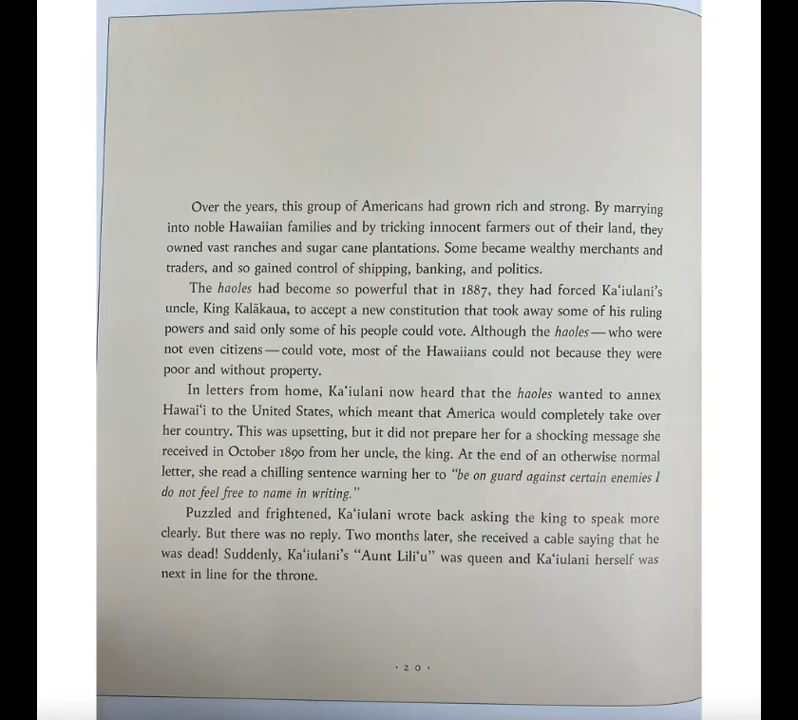 Over the years, this group of Americans had grown rich and strong. By marrying
into noble Hawaiian families and by tricking innocent farmers out of their land, they
owned vast ranches and sugar cane plantations. Some became wealthy merchants and
traders, and so gained control of shipping, banking, and politics.
The haoles had become so powerful that in 1887, they had forced Kaʻiulani’s
uncle, King Kalākaua, to accept a new constitution that took away some of his ruling
powers and said only some of his people could vote. Although the haoles—who were
not even citizens—could vote, most of the Hawaiians could not because they were
poor and without property.
In letters from home, Kaʻiulani now heard that the haoles wanted to annex
Hawaiʻi to the United States, which meant that America would completely take over
her country. This was upsetting, but it did not prepare her for a shocking message she
received in October 1890 from her uncle, the king. At the end of an otherwise normal
letter, she read a chilling sentence warning her to “be on guard against certain enemies I
do not feel free to name in writing.”
Puzzled and frightened, Kaʻiulani wrote back asking the king to speak more
clearly. But there was no reply. Two months later, she received a cable saying that he
was dead! Suddenly, Kaʻiulani’s “Aunt Liliʻu” was queen and Kaʻiulani herself was
next in line for the throne.
· 20 ·